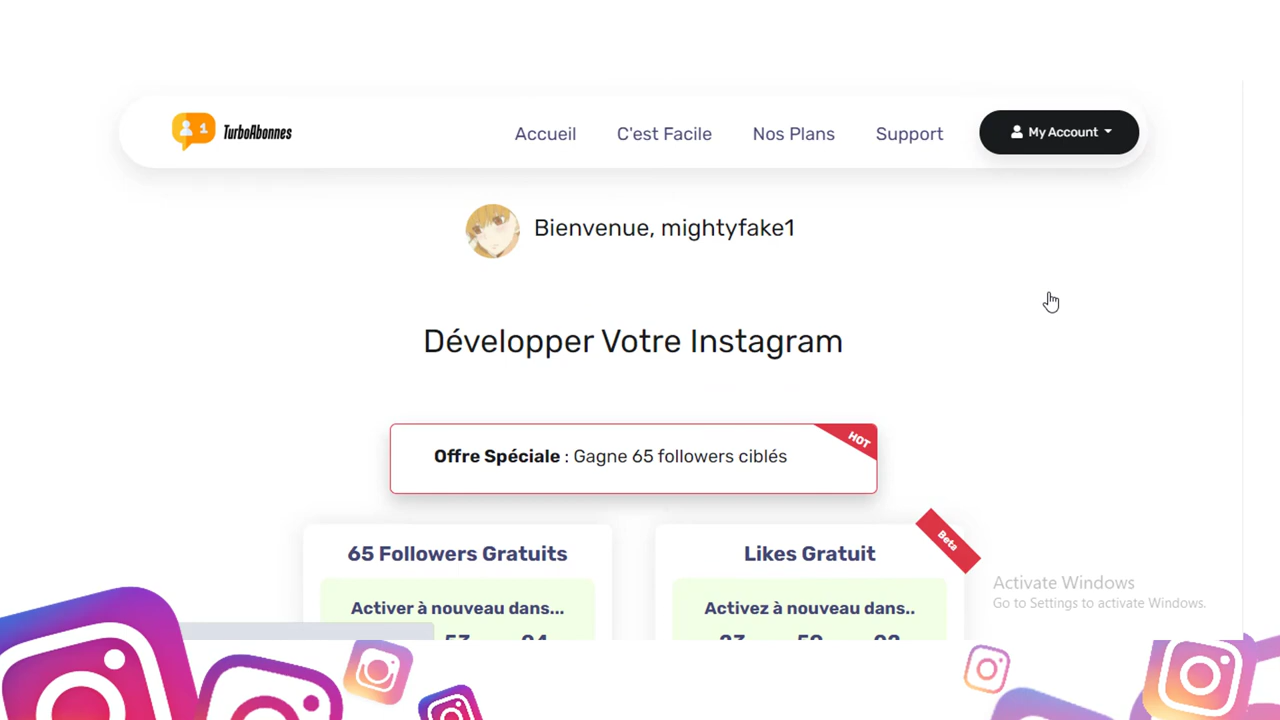 1 TurboAbonnes
Accueil C'est Facile Nos Plans Support My Account
Bienvenue, mightyfake1
Développer Votre Instagram
HOT
Offre Spéciale : Gagne 65 followers ciblés
Beta
65 Followers Gratuits
Likes Gratuit
Activer à nouveau dans...
Activez à nouveau dans..
Activate Windows
Go to Settings to activate Windows.